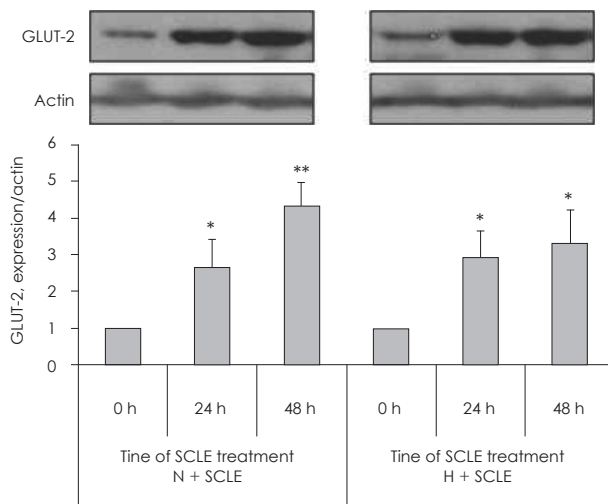 GLUT-2
Actin
GLUT-2, expression/actin
6
5
4
3
2
1
0
*
**
*
*
0 h 24 h 48 h 0 h 24 h 48 h
Tine of SCLE treatment Tine of SCLE treatment
N + SCLE H + SCLE